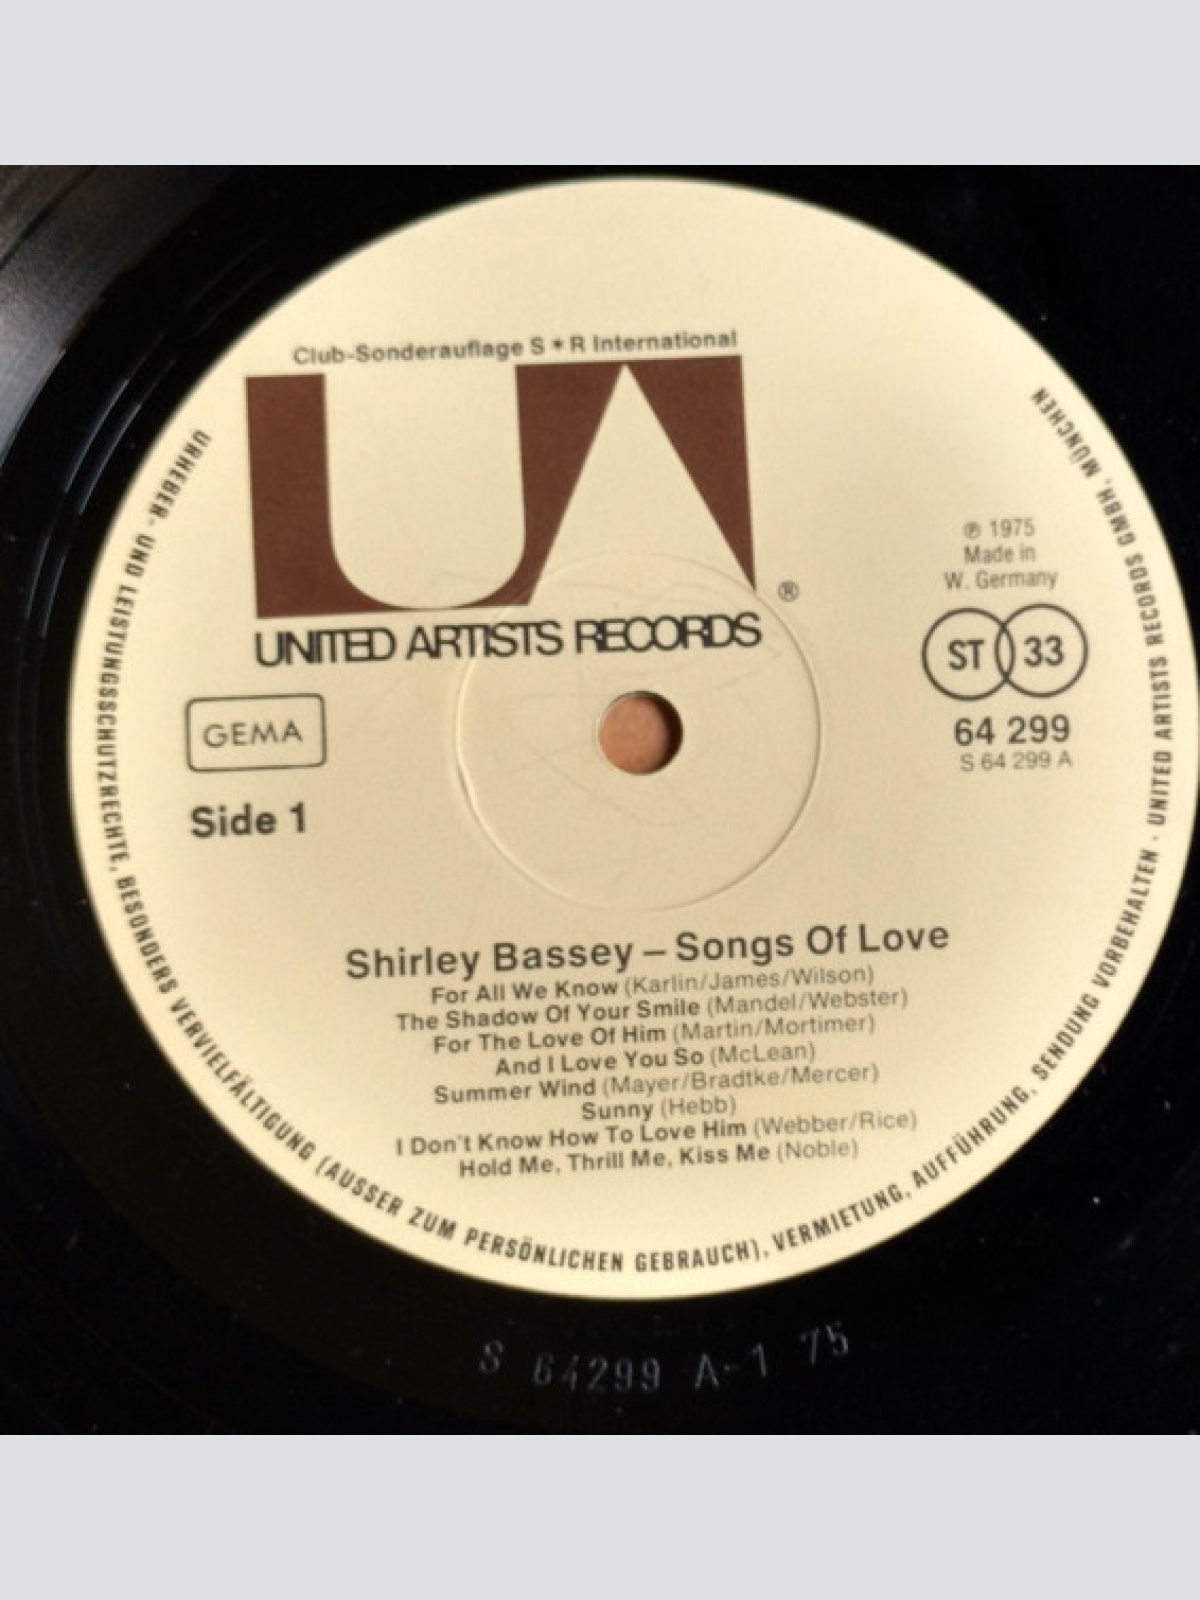 Club-Sonderauflage S * R International
UA
®
UNITED ARTISTS RECORDS
℗ 1975
Made in
W. Germany
ST 33
64 299
S 64 299 A
GEMA
Side 1
Shirley Bassey – Songs Of Love
For All We Know (Karlin/James/Wilson)
The Shadow Of Your Smile (Mandel/Webster)
For The Love Of Him (Martin/Mortimer)
And I Love You So (McLean)
Summer Wind (Mayer/Bradtke/Mercer)
Sunny (Hebb)
I Don't Know How To Love Him (Webber/Rice)
Hold Me, Thrill Me, Kiss Me (Noble)
URHEBER- UND LEISTUNGSSCHUTZRECHTE, BESONDERS VERVIELFÄLTIGUNG (AUSSER ZUM PERSÖNLICHEN GEBRAUCH), VERMIETUNG, AUFFÜHRUNG, SENDUNG VORBEHALTEN · UNITED ARTISTS RECORDS GMBH, MÜNCHEN
S 64299 A-1 75